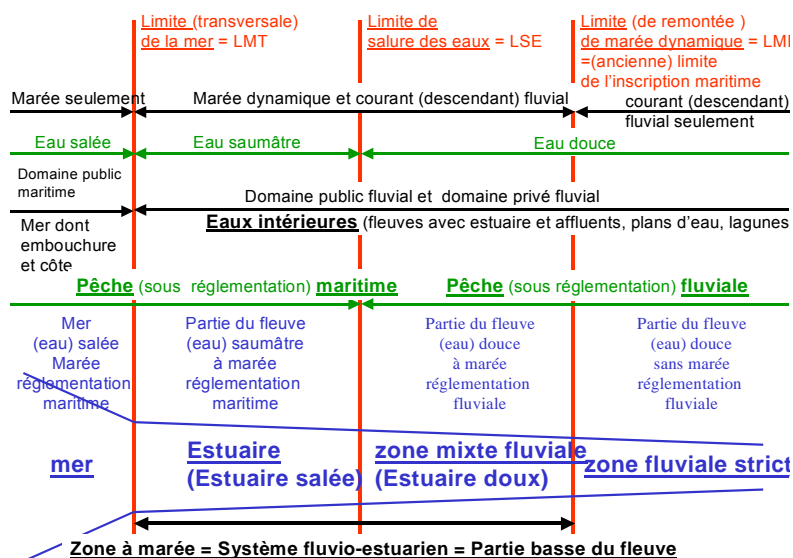 Limite (transversale)
de la mer = LMT
Limite de
salure des eaux = LSE
Limite (de remontée )
de marée dynamique = LM
=(ancienne) limite
de l'inscription maritime
Marée seulement
Marée dynamique et courant (descendant) fluvial
courant (descendant)
fluvial seulement
Eau salée
Eau saumâtre
Eau douce
Domaine public
maritime
Domaine public fluvial et domaine privé fluvial
Mer dont
embouchure
et côte
Eaux intérieures (fleuves avec estuaire et affluents, plans d'eau, lagunes
Pêche (sous réglementation) maritime
Pêche (sous réglementation) fluviale
Mer
(eau) salée
Marée
réglementation
maritime
Partie du fleuve
(eau) saumâtre
à marée
réglementation
maritime
Partie du fleuve
(eau) douce
à marée
réglementation
fluviale
Partie du fleuve
(eau) douce
sans marée
réglementation
fluviale
mer
Estuaire
(Estuaire salée)
zone mixte fluviale
(Estuaire doux)
zone fluviale strict
Zone à marée = Système fluvio-estuarien = Partie basse du fleuve